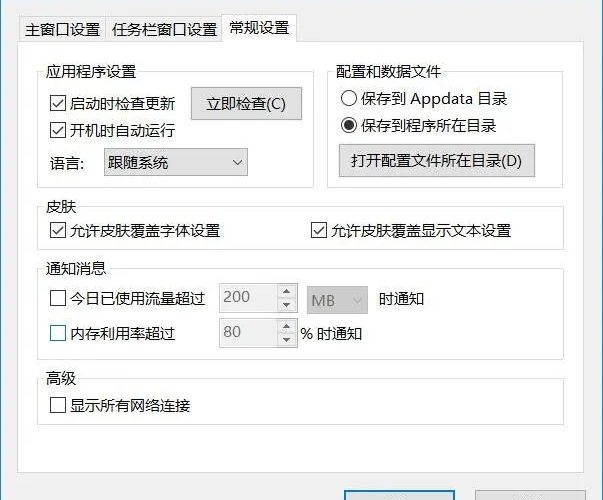 主窗口设置 任务栏窗口设置 常规设置
应用程序设置
启动时检查更新 立即检查(C)
开机时自动运行
语言: 跟随系统
配置和数据文件
保存到 Appdata 目录
保存到程序所在目录
打开配置文件所在目录(D)
皮肤
允许皮肤覆盖字体设置 允许皮肤覆盖显示文本设置
通知消息
今日已使用流量超过 200 MB 时通知
内存利用率超过 80 % 时通知
高级
显示所有网络连接